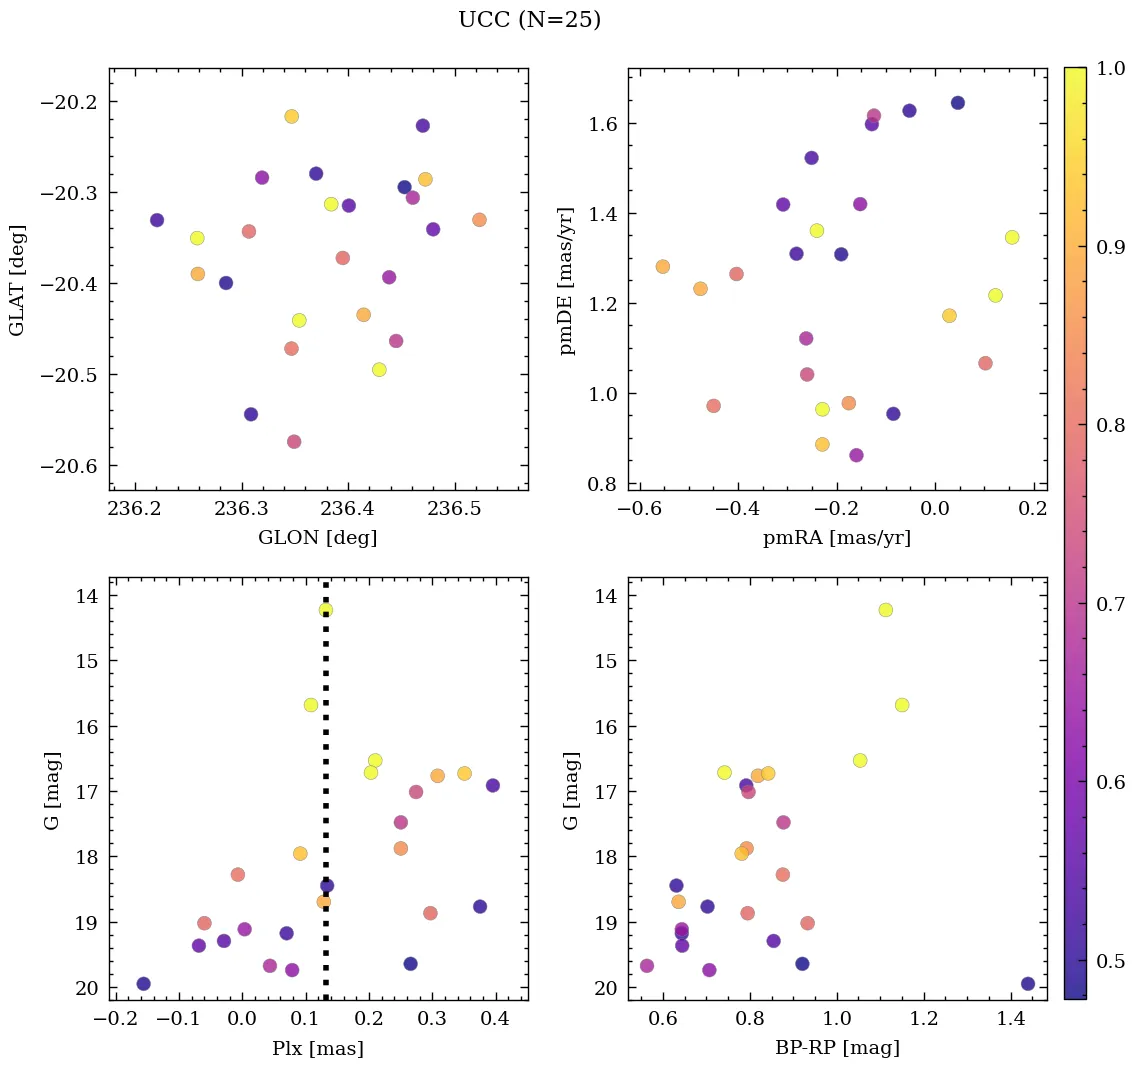 UCC (N=25)
−20.2
−20.3
−20.4
−20.5
−20.6
GLAT [deg]
236.2 236.3 236.4 236.5
GLON [deg]
1.6
1.4
1.2
1.0
0.8
pmDE [mas/yr]
−0.6 −0.4 −0.2 0.0 0.2
pmRA [mas/yr]
14
15
16
17
18
19
20
G [mag]
−0.2 −0.1 0.0 0.1 0.2 0.3 0.4
Plx [mas]
14
15
16
17
18
19
20
G [mag]
0.6 0.8 1.0 1.2 1.4
BP-RP [mag]
1.0
0.9
0.8
0.7
0.6
0.5